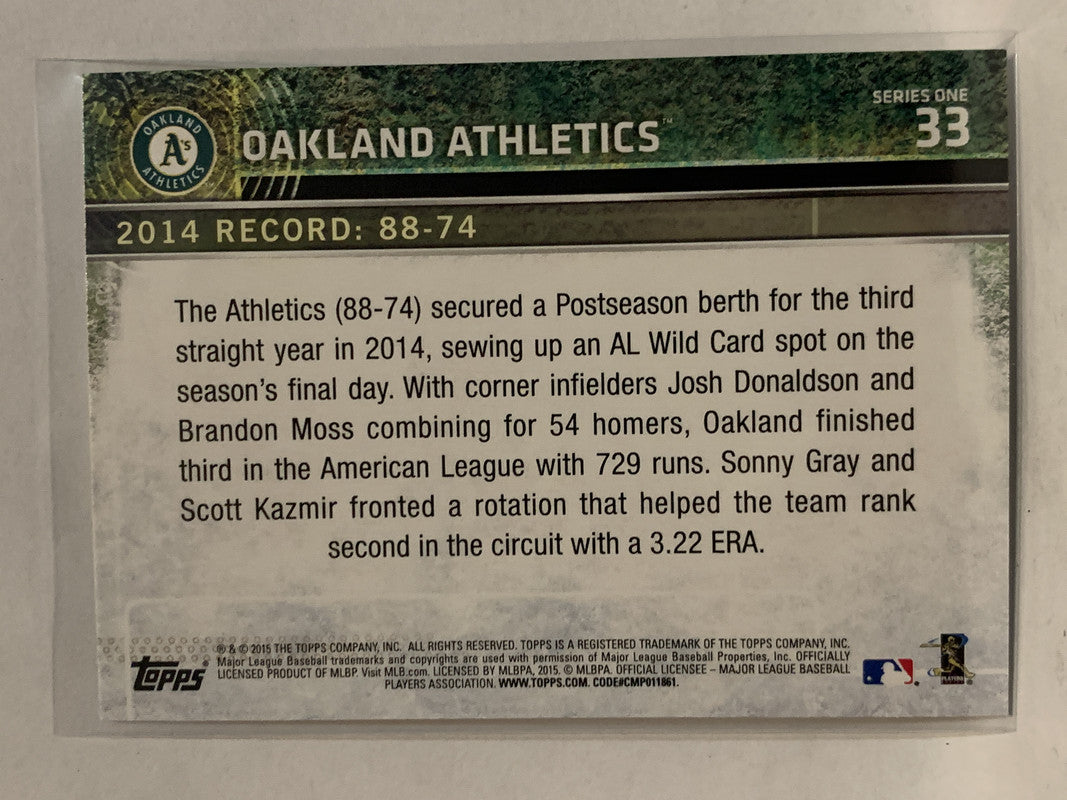 SERIES ONE
33
OAKLAND
A's
ATHLETICS
OAKLAND ATHLETICS™
2014 RECORD: 88-74
The Athletics (88-74) secured a Postseason berth for the third
straight year in 2014, sewing up an AL Wild Card spot on the
season's final day. With corner infielders Josh Donaldson and
Brandon Moss combining for 54 homers, Oakland finished
third in the American League with 729 runs. Sonny Gray and
Scott Kazmir fronted a rotation that helped the team rank
second in the circuit with a 3.22 ERA.
® & © 2015 THE TOPPS COMPANY, INC. ALL RIGHTS RESERVED. TOPPS IS A REGISTERED TRADEMARK OF THE TOPPS COMPANY, INC.
Major League Baseball trademarks and copyrights are used with permission of Major League Baseball Properties, Inc. OFFICIALLY
LICENSED PRODUCT OF MLBP. Visit MLB.com. LICENSED BY MLBPA, 2015. © MLBPA. OFFICIAL LICENSEE – MAJOR LEAGUE BASEBALL
PLAYERS ASSOCIATION. WWW.TOPPS.COM. CODE#CMP011861.
Topps®
PLAYERS